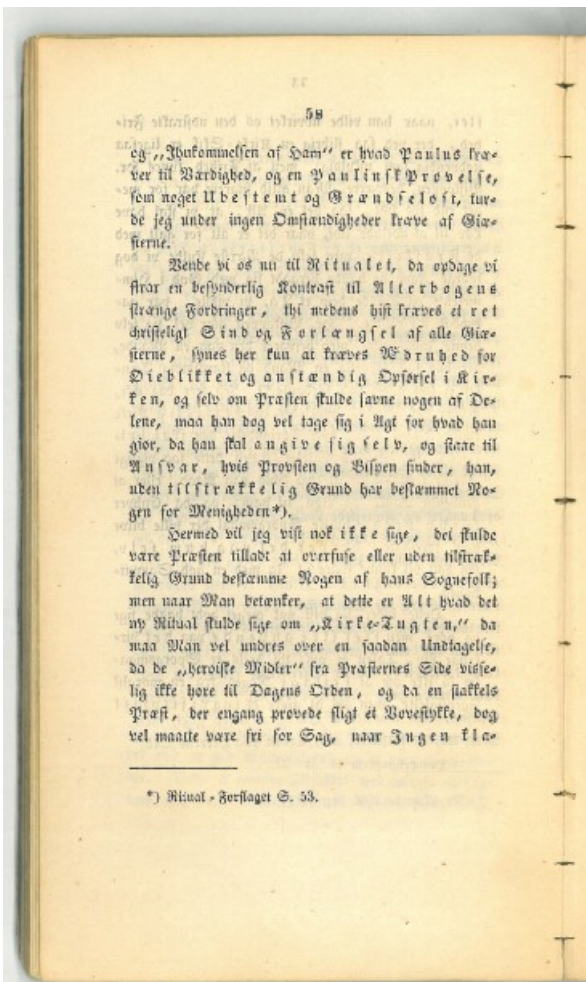 58
og „Ihukommelsen af Ham“ er hvad Paulus kræ-
ver til Værdighed, og en Paulinsk Prøvelse,
som noget Ubestemt og Grændseløst, tur-
de jeg under ingen Omstændigheder kræve af Giæ-
sterne.
Vende vi os nu til Ritualet, da opdage vi
strax en besynderlig Kontrast til Alterbogens
strænge Fordringer, thi medens hist kræves et ret
christeligt Sind og Forlængsel af alle Giæ-
sterne, synes her kun at kræves Ædruhed for
Øieblikket og anstændig Opførsel i Kir-
ken, og selv om Præsten skulde savne nogen af De-
lene, maa han dog vel tage sig i Agt for hvad han
giør, da han skal angive sig selv, og staae til
Ansvar, hvis Provsten og Bispen finder, han,
uden tilstrækkelig Grund har beskæmmet No-
gen for Menigheden*).
Hermed vil jeg vist nok ikke sige, det skulde
være Præsten tilladt at overfuse eller uden tilstræk-
kelig Grund beskæmme Nogen af hans Sognefolk;
men naar Man betænker, at dette er Alt hvad det
ny Ritual skulde sige om „Kirke-Tugten,“ da
maa Man vel undres over en saadan Undtagelse,
da de „heroiske Midler“ fra Præsternes Side visse-
lig ikke høre til Dagens Orden, og da en stakkels
Præst, der engang prøvede sligt et Vovestykke, dog
vel maatte være fri for Sag, naar Ingen kla-
*) Ritual-Forslaget S. 53.